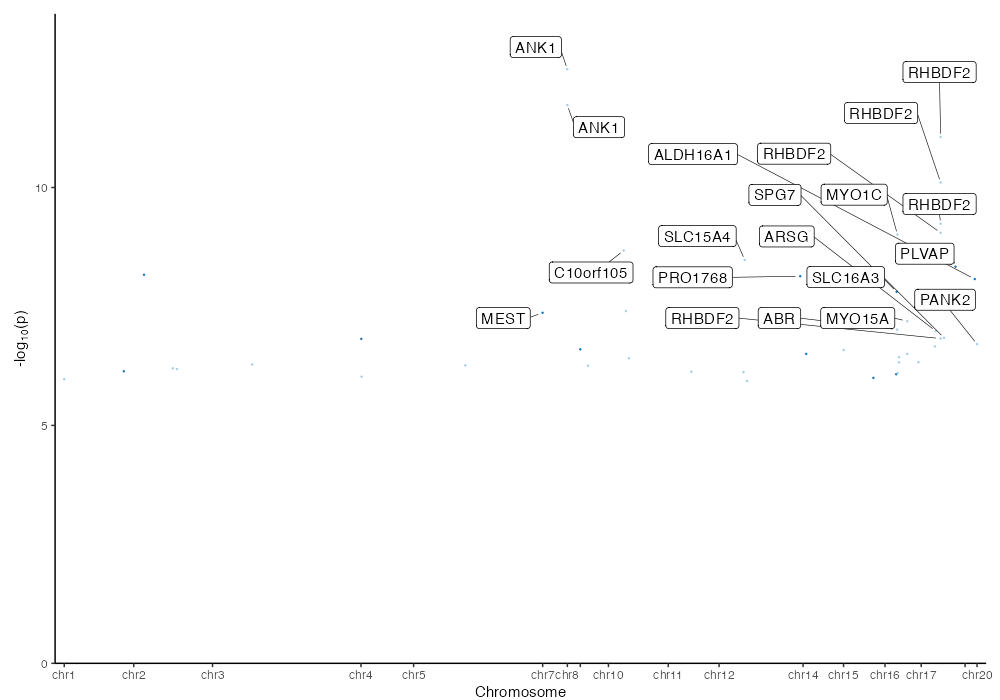 ANK1
RHBDF2
RHBDF2
ANK1
ALDH16A1
RHBDF2
10
SPG7
MYO1C
RHBDF2
SLC15A4
ARSG
PLVAP
C10orf105
PRO1768
SLC16A3
PANK2
MEST
RHBDF2
ABR
MYO15A
-log10(p)
5
0
chr1
chr2
chr3
chr4
chr5
chr7
chr8
chr10
chr11
chr12
chr14
chr15
chr16
chr17
chr20
Chromosome